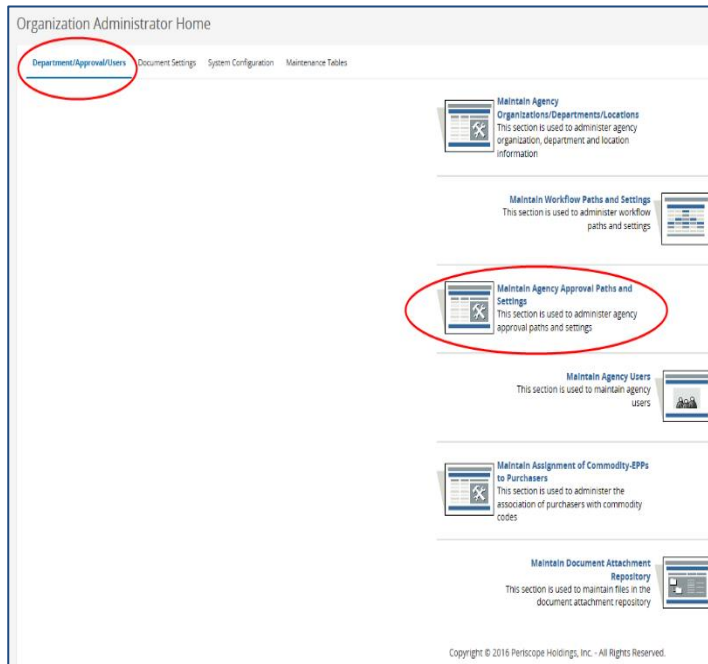 Organization Administrator Home
Department/Approval/Users Document Settings System Configuration Maintenance Tables
Maintain Agency
Organizations/Departments/Locations
This section is used to administer agency
organization, department and location
information
Maintain Workflow Paths and Settings
This section is used to administer workflow
paths and settings
Maintain Agency Approval Paths and
Settings
This section is used to administer agency
approval paths and settings
Maintain Agency Users
This section is used to maintain agency
users
Maintain Assignment of Commodity-EPPs
to Purchasers
This section is used to administer the
association of purchasers with commodity
codes
Maintain Document Attachment
Repository
This section is used to maintain files in the
document attachment repository
Copyright © 2016 Periscope Holdings, Inc. - All Rights Reserved.